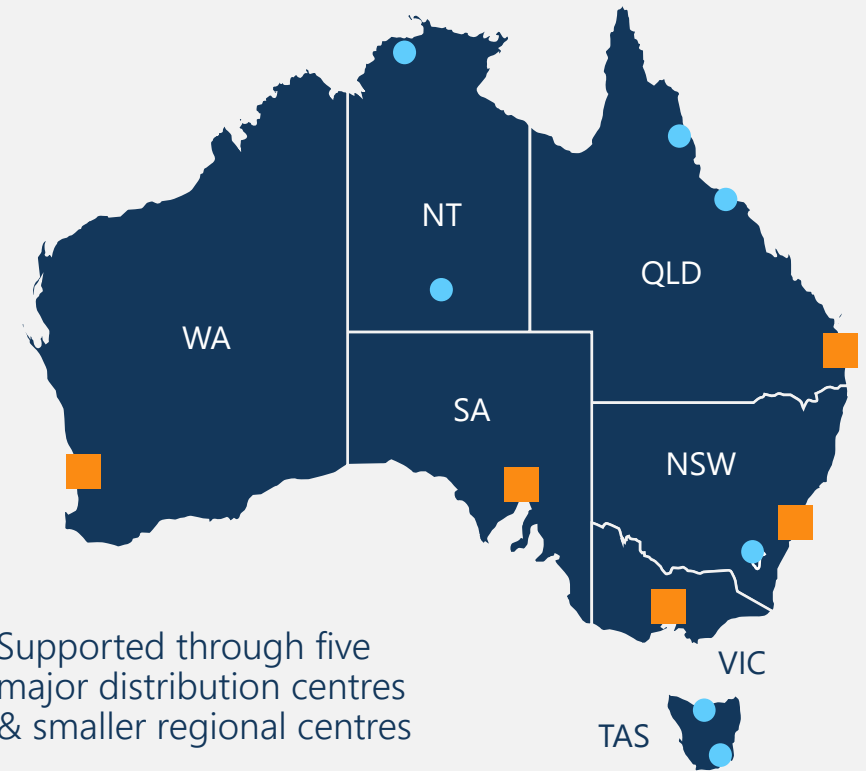 NT
QLD
WA
SA
NSW
Supported through five
major distribution centres
& smaller regional centres
VIC
TAS